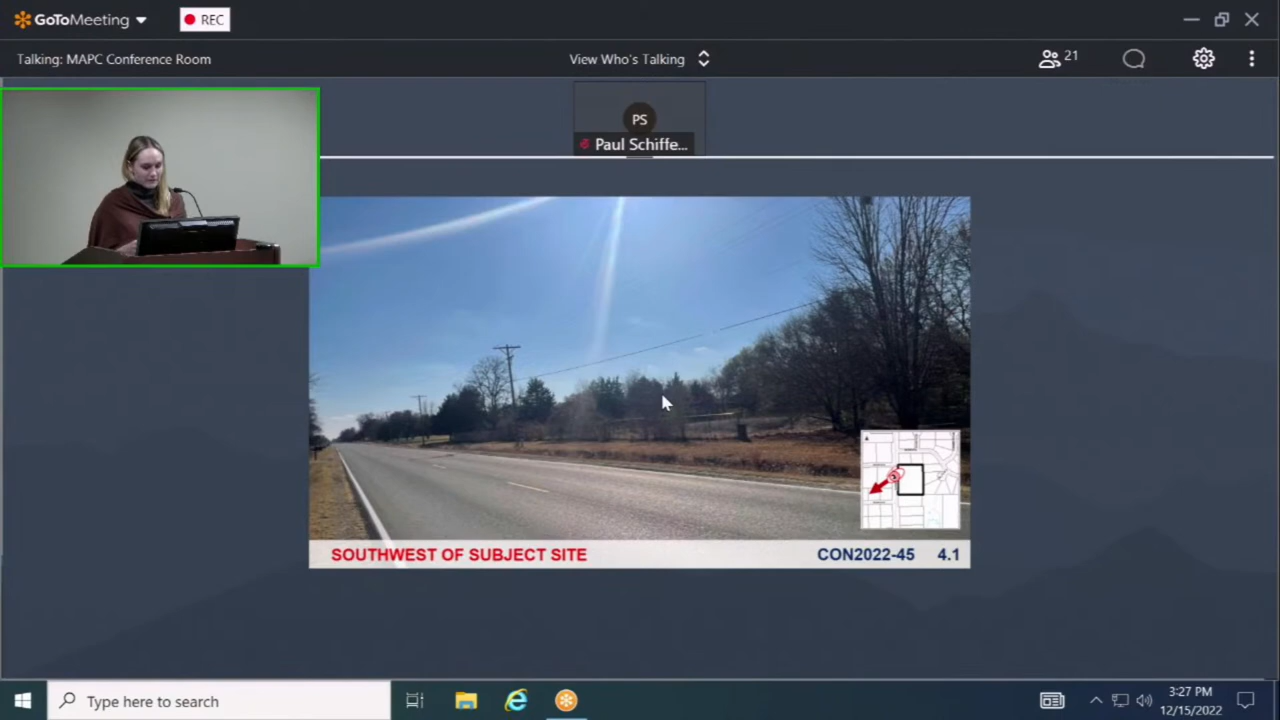 GoToMeeting
REC
Talking: MAPC Conference Room
View Who's Talking
21
PS
Paul Schiffe...
SOUTHWEST OF SUBJECT SITE
CON2022-45 4.1
Type here to search
3:27 PM
12/15/2022